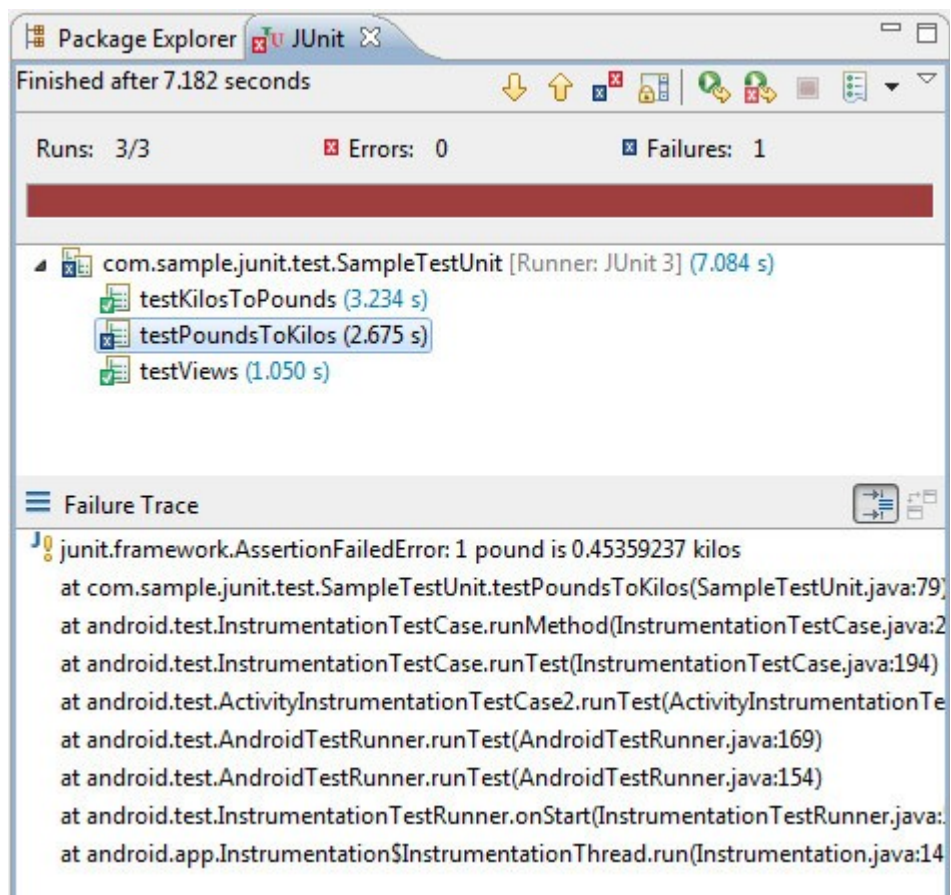 Package Explorer JUnit
Finished after 7.182 seconds
Runs: 3/3 Errors: 0 Failures: 1
com.sample.junit.test.SampleTestUnit [Runner: JUnit 3] (7.084 s)
testKilosToPounds (3.234 s)
testPoundsToKilos (2.675 s)
testViews (1.050 s)
Failure Trace
junit.framework.AssertionFailedError: 1 pound is 0.45359237 kilos
at com.sample.junit.test.SampleTestUnit.testPoundsToKilos(SampleTestUnit.java:79)
at android.test.InstrumentationTestCase.runMethod(InstrumentationTestCase.java:2
at android.test.InstrumentationTestCase.runTest(InstrumentationTestCase.java:194)
at android.test.ActivityInstrumentationTestCase2.runTest(ActivityInstrumentationTe
at android.test.AndroidTestRunner.runTest(AndroidTestRunner.java:169)
at android.test.AndroidTestRunner.runTest(AndroidTestRunner.java:154)
at android.test.InstrumentationTestRunner.onStart(InstrumentationTestRunner.java:
at android.app.Instrumentation$InstrumentationThread.run(Instrumentation.java:14